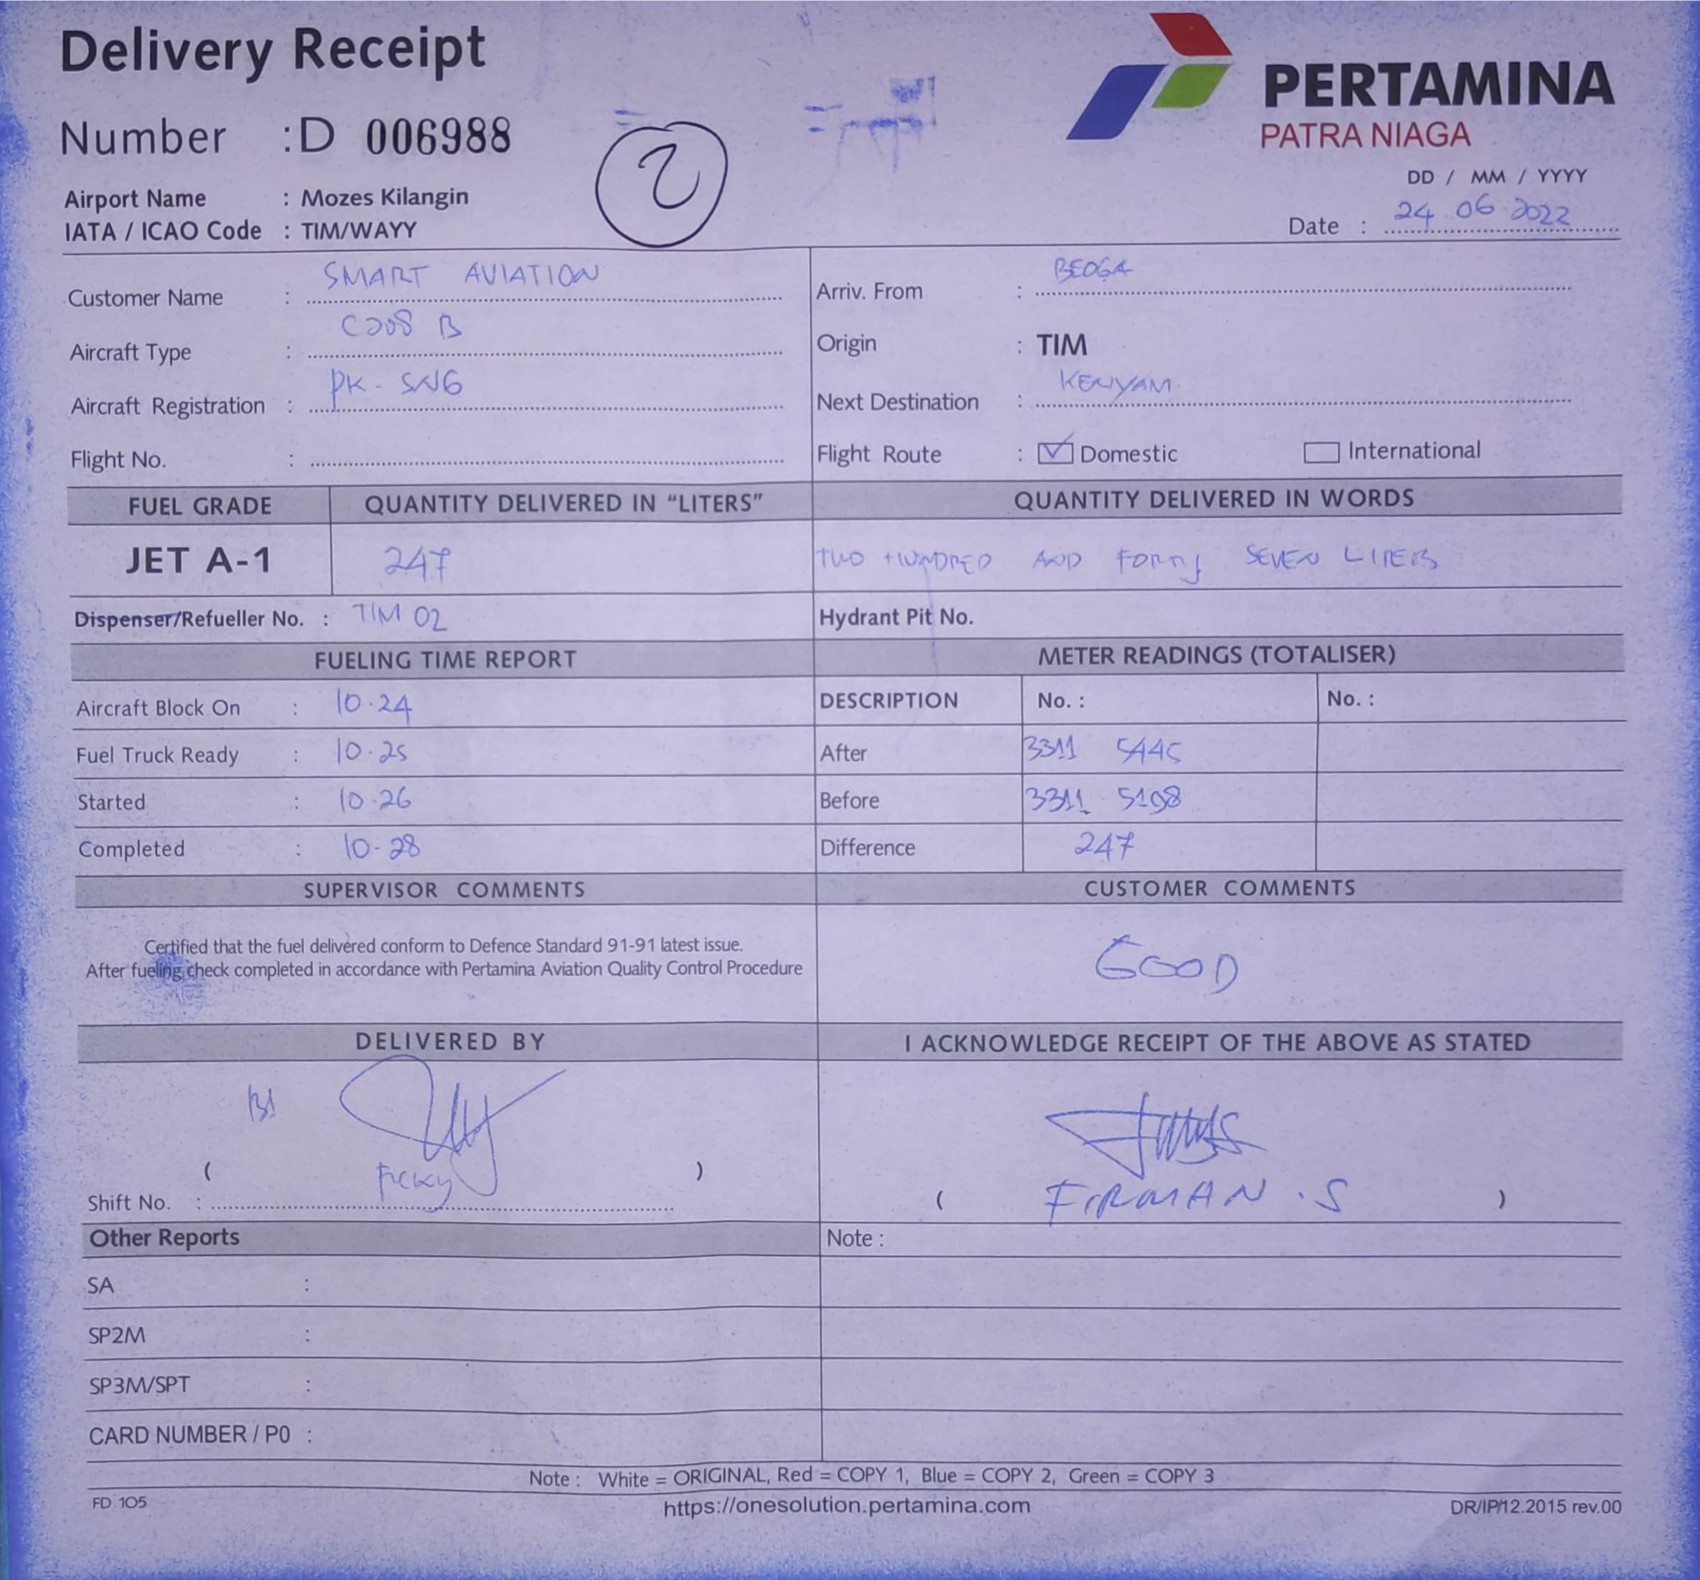 Delivery Receipt
PERTAMINA
PATRA NIAGA
Number :D 006988
2
Airport Name : Mozes Kilangin
IATA / ICAO Code : TIM/WAYY
DD / MM / YYYY
Date : 24 06 2022
Customer Name : SMART AVIATION
Arriv. From : BEOGA
Aircraft Type : C208 B
Origin : TIM
Aircraft Registration : PK - SNG
Next Destination : KENYAM
Flight No. :
Flight Route : Domestic International
FUEL GRADE QUANTITY DELIVERED IN “LITERS” QUANTITY DELIVERED IN WORDS
JET A-1 247 TWO HUNDRED AND FORTY SEVEN LITERS
Dispenser/Refueller No. : TIM 02 Hydrant Pit No.
FUELING TIME REPORT METER READINGS (TOTALISER)
Aircraft Block On : 10.24 DESCRIPTION No. : No. :
Fuel Truck Ready : 10.25 After 3311 5445
Started : 10.26 Before 3311 5198
Completed : 10.28 Difference 247
SUPERVISOR COMMENTS CUSTOMER COMMENTS
Certified that the fuel delivered conform to Defence Standard 91-91 latest issue.
After fueling check completed in accordance with Pertamina Aviation Quality Control Procedure
GOOD
DELIVERED BY I ACKNOWLEDGE RECEIPT OF THE ABOVE AS STATED
( )
Shift No. :
( FIRMAN . S )
Other Reports Note :
SA :
SP2M :
SP3M/SPT :
CARD NUMBER / P0 :
Note : White = ORIGINAL, Red = COPY 1, Blue = COPY 2, Green = COPY 3
FD 105 https://onesolution.pertamina.com DR/IP/12.2015 rev.00